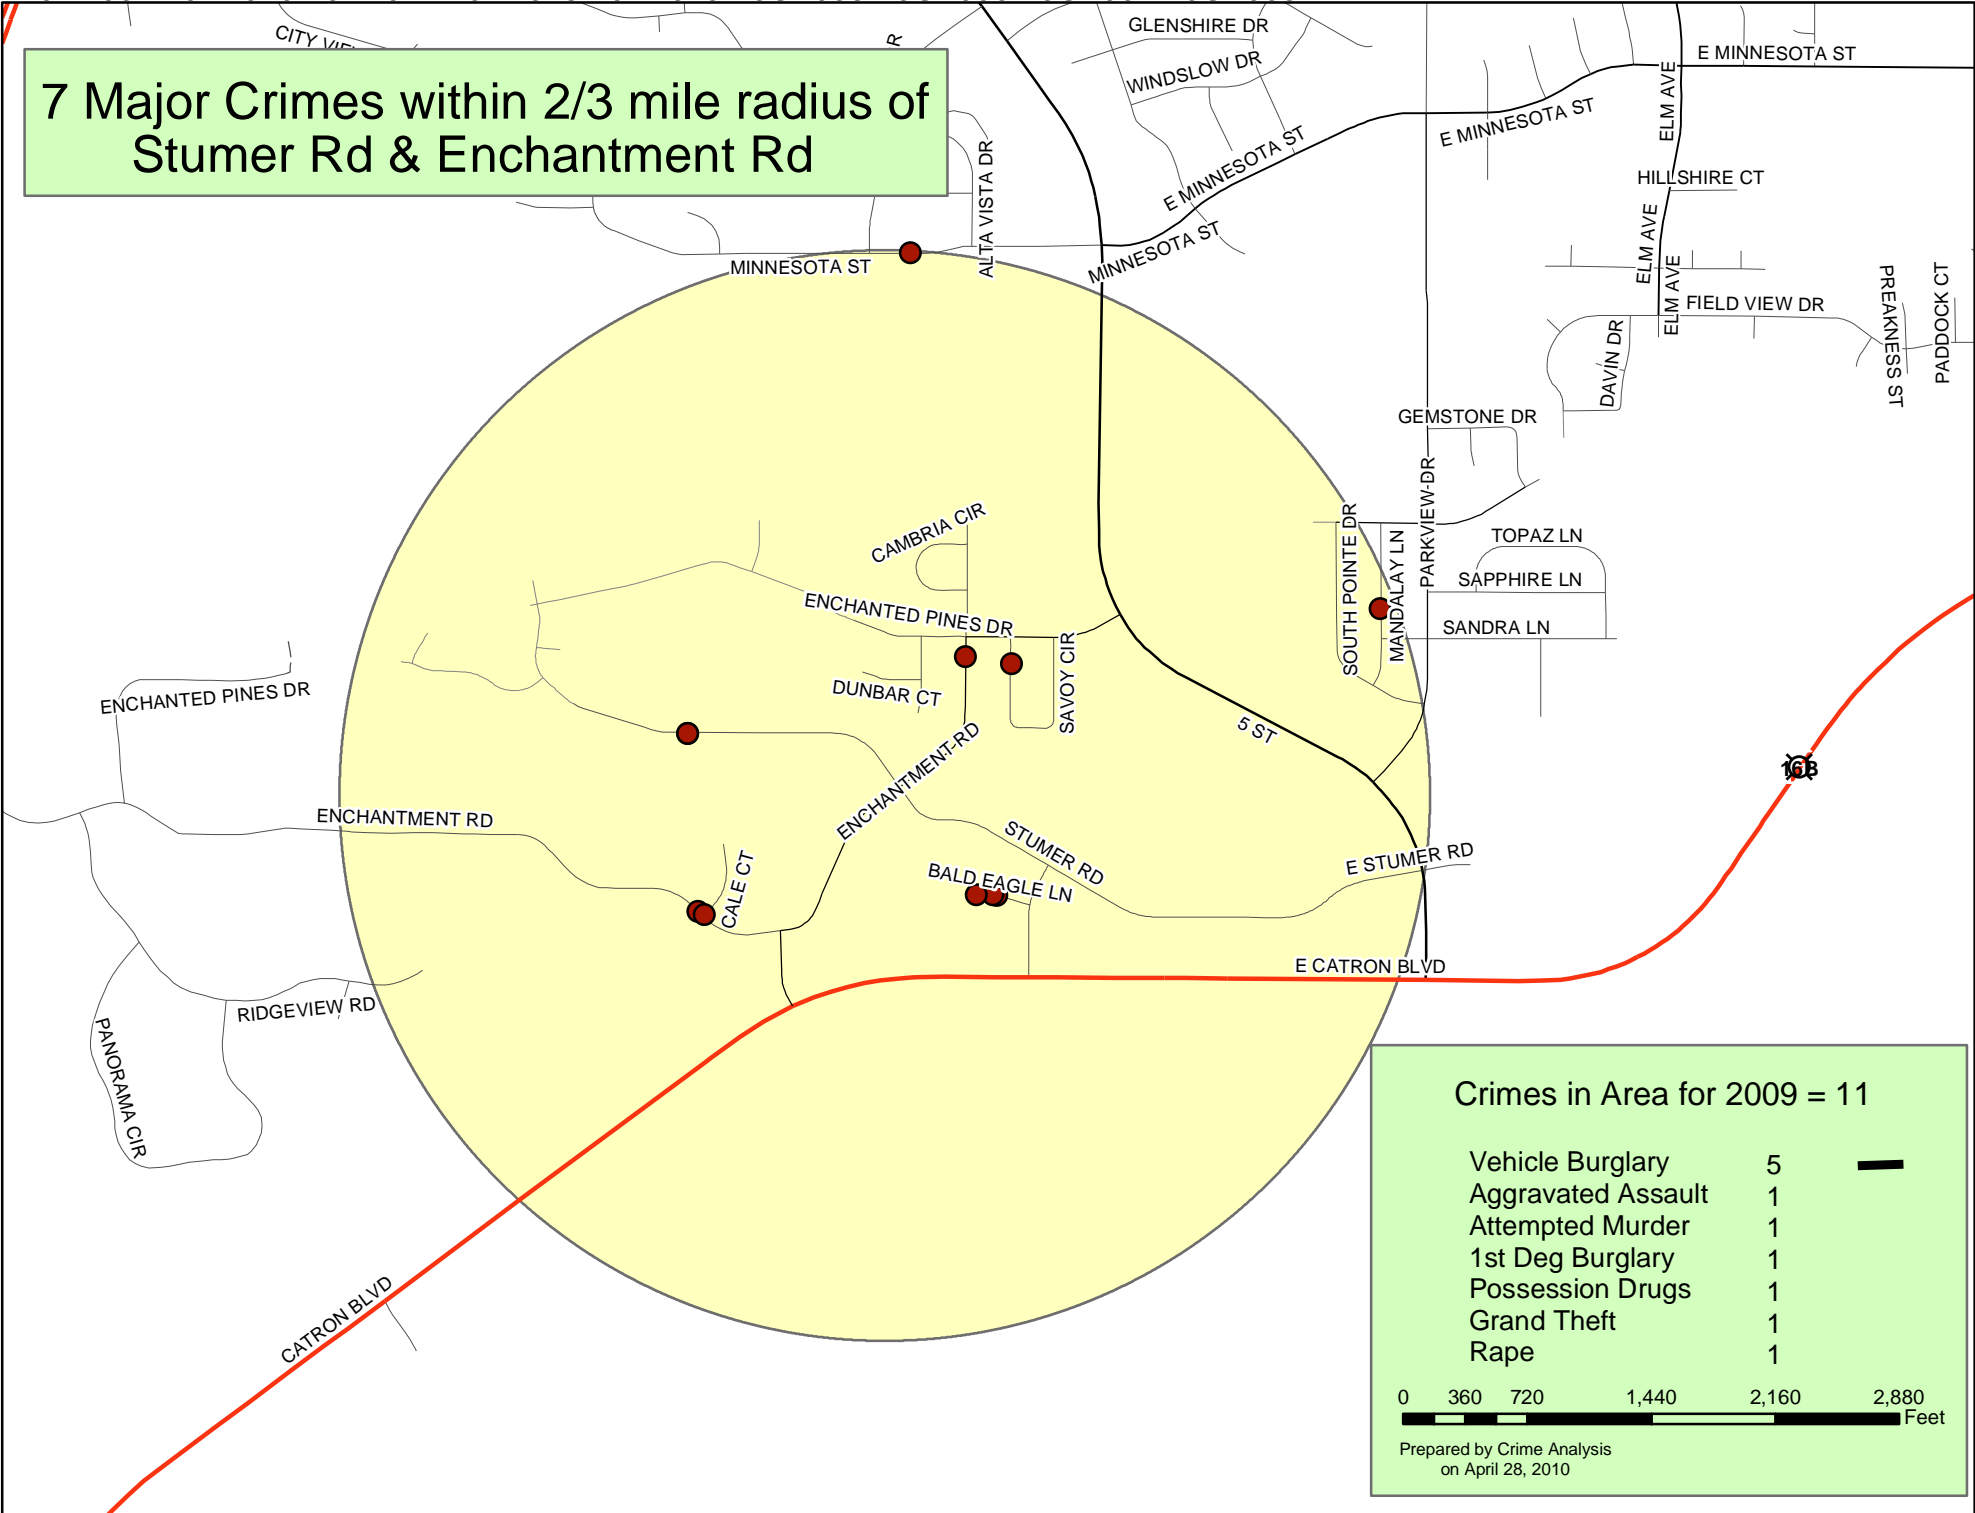 CITY VIE
R
GLENSHIRE DR
WINDSLOW DR
E MINNESOTA ST
ELM AVE
7 Major Crimes within 2/3 mile radius of
Stumer Rd & Enchantment Rd
E MINNESOTA ST
E MINNESOTA ST
ALTA VISTA DR
HILLSHIRE CT
MINNESOTA ST
MINNESOTA ST
ELM AVE
ELM AVE
FIELD VIEW DR
PREAKNESS ST
PADDOCK CT
DAVIN DR
GEMSTONE DR
PARKVIEW DR
CAMBRIA CIR
SOUTH POINTE DR
MANDALAY LN
TOPAZ LN
SAPPHIRE LN
SANDRA LN
ENCHANTED PINES DR
SAVOY CIR
DUNBAR CT
ENCHANTED PINES DR
5 ST
ENCHANTMENT RD
ENCHANTMENT RD
STUMER RD
E STUMER RD
BALD EAGLE LN
CALE CT
E CATRON BLVD
RIDGEVIEW RD
PANORAMA CIR
CATRON BLVD
Crimes in Area for 2009 = 11
Vehicle Burglary 5
Aggravated Assault 1
Attempted Murder 1
1st Deg Burglary 1
Possession Drugs 1
Grand Theft 1
Rape 1
0 360 720 1,440 2,160 2,880
Feet
Prepared by Crime Analysis
on April 28, 2010